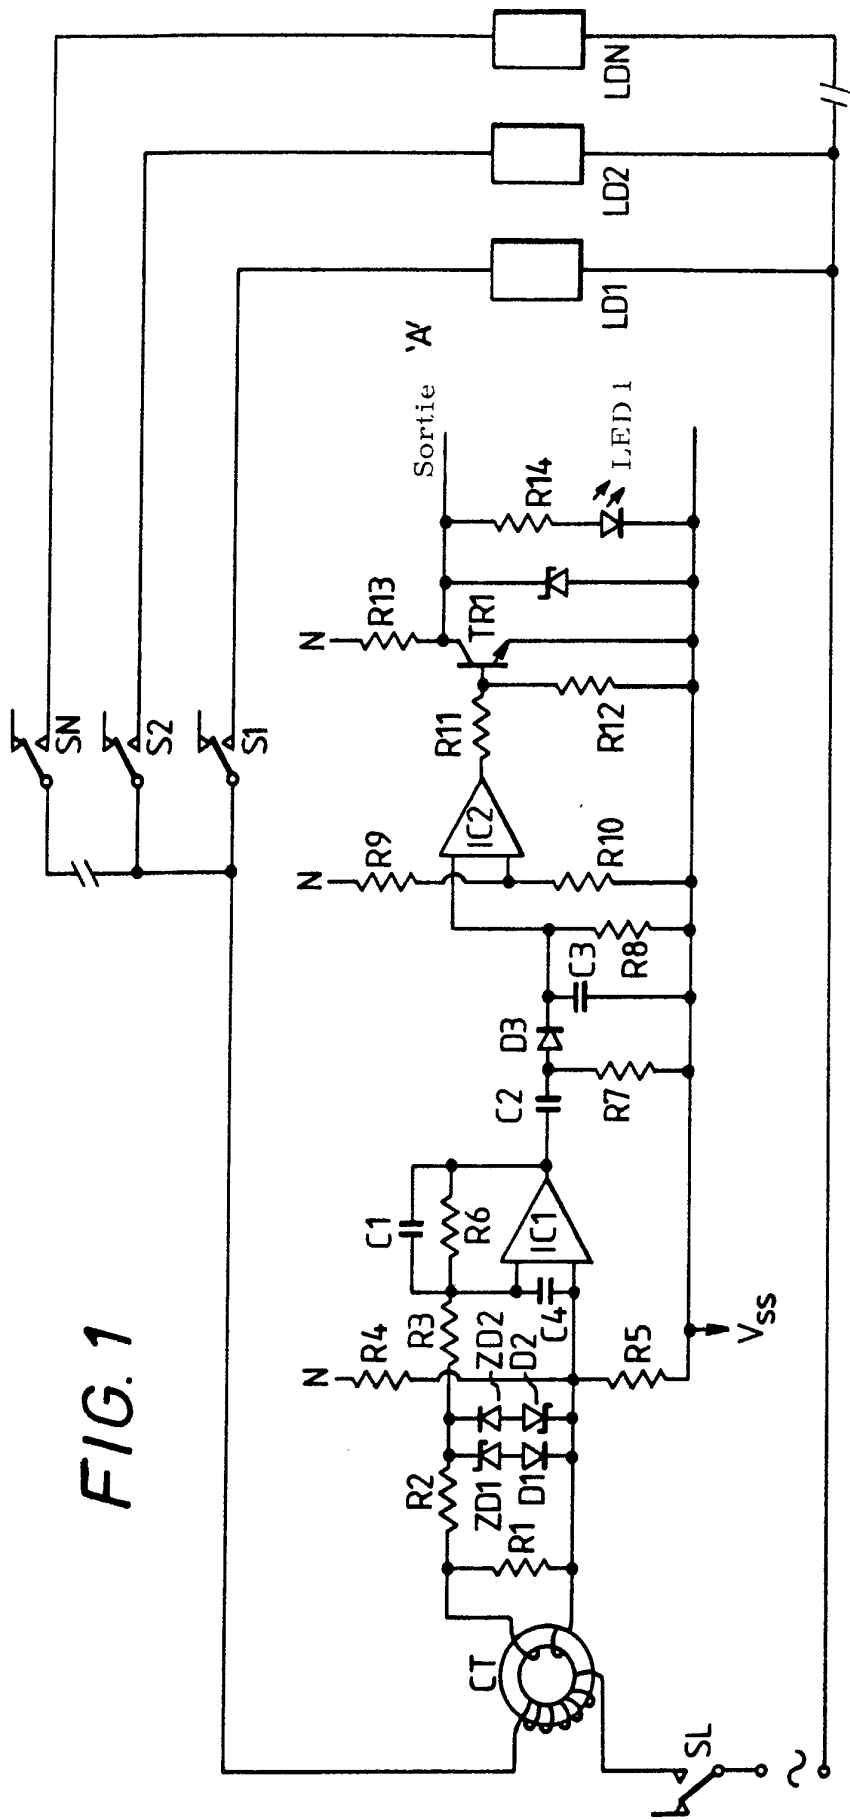 FIG. 1
SN
S2
S1
N
N
N
R4
R9
R13
C1
R2
R3
R6
ZD1
ZD2
D1
D2
C4
IC1
R1
R5
CT
SL
~
VSS
C2
D3
C3
R7
R8
IC2
R10
R11
R12
TR1
R14
LED 1
Sortie 'A'
LD1
LD2
LDN